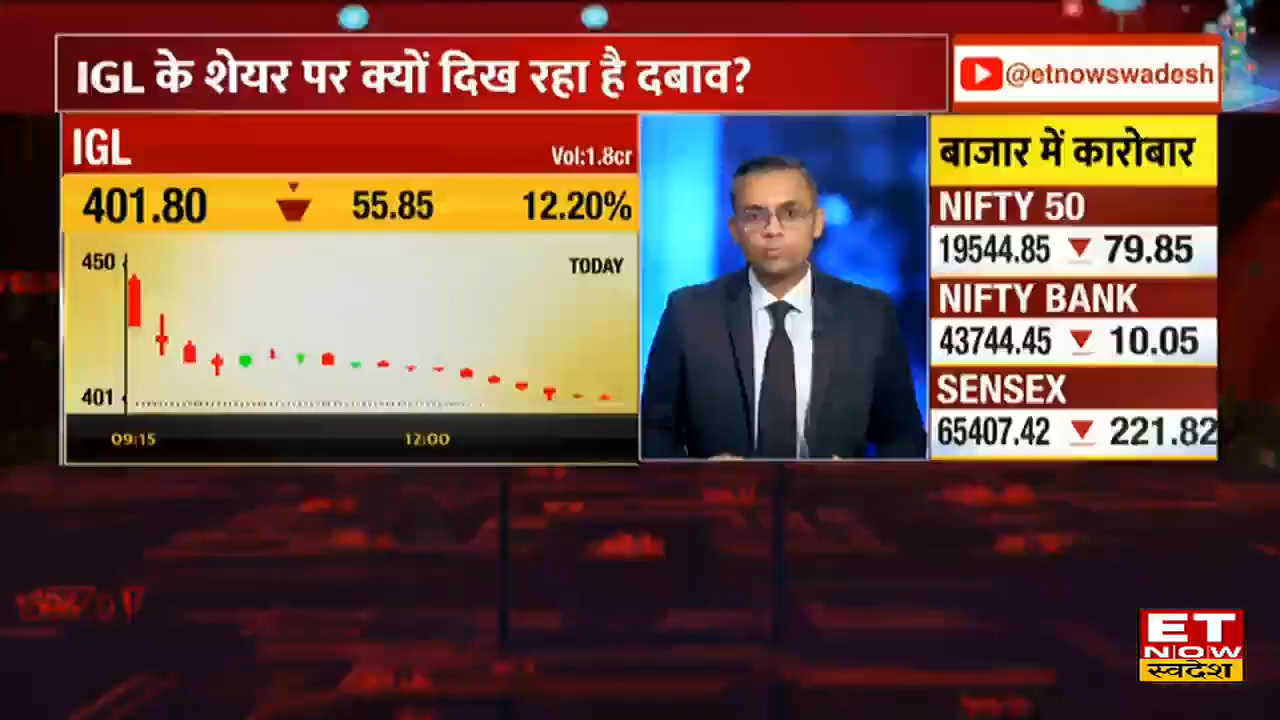 IGL के शेयर पर क्यों दिख रहा है दबाव?
@etnowswadesh
IGL
Vol:1.8cr
401.80 55.85 12.20%
450
TODAY
401
09:15 12:00
बाजार में कारोबार
NIFTY 50
19544.85 79.85
NIFTY BANK
43744.45 10.05
SENSEX
65407.42 221.82
ET
NOW
स्वदेश